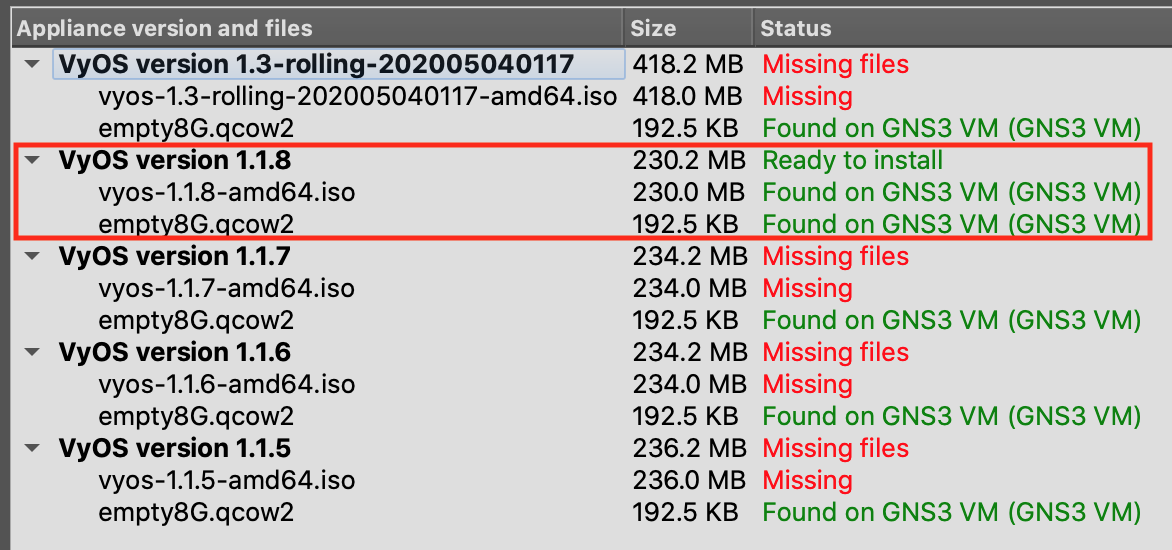 Appliance version and files Size Status
VyOS version 1.3-rolling-202005040117 418.2 MB Missing files
vyos-1.3-rolling-202005040117-amd64.iso 418.0 MB Missing
empty8G.qcow2 192.5 KB Found on GNS3 VM (GNS3 VM)
VyOS version 1.1.8 230.2 MB Ready to install
vyos-1.1.8-amd64.iso 230.0 MB Found on GNS3 VM (GNS3 VM)
empty8G.qcow2 192.5 KB Found on GNS3 VM (GNS3 VM)
VyOS version 1.1.7 234.2 MB Missing files
vyos-1.1.7-amd64.iso 234.0 MB Missing
empty8G.qcow2 192.5 KB Found on GNS3 VM (GNS3 VM)
VyOS version 1.1.6 234.2 MB Missing files
vyos-1.1.6-amd64.iso 234.0 MB Missing
empty8G.qcow2 192.5 KB Found on GNS3 VM (GNS3 VM)
VyOS version 1.1.5 236.2 MB Missing files
vyos-1.1.5-amd64.iso 236.0 MB Missing
empty8G.qcow2 192.5 KB Found on GNS3 VM (GNS3 VM)